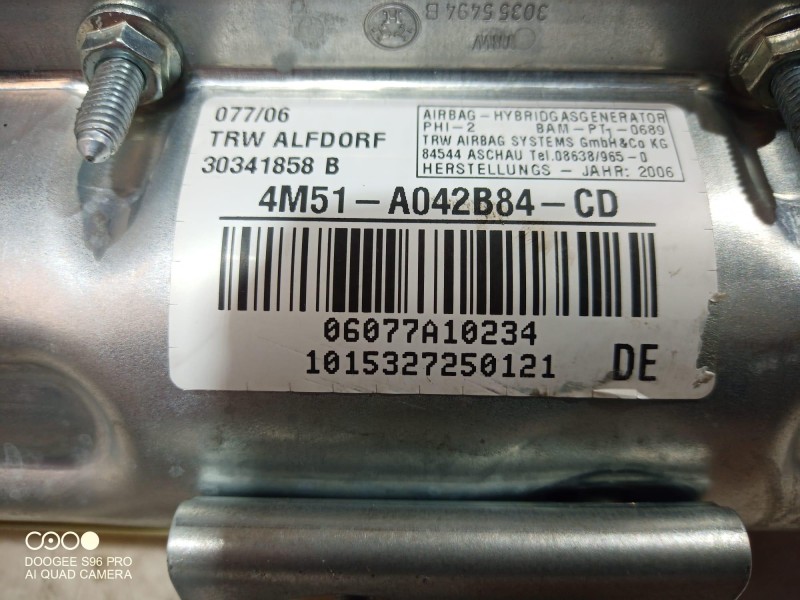 30355494 B
TRW
077/06
TRW ALFDORF
30341858 B
AIRBAG - HYBRIDGASGENERATOR
PHI-2 BAM-PT1-0689
TRW AIRBAG SYSTEMS GmbH&Co KG
84544 ASCHAU Tel.08638/965-0
HERSTELLUNGS - JAHR: 2006
4M51-A042B84-CD
06077A10234
1015327250121 DE
DOOGEE S96 PRO
AI QUAD CAMERA